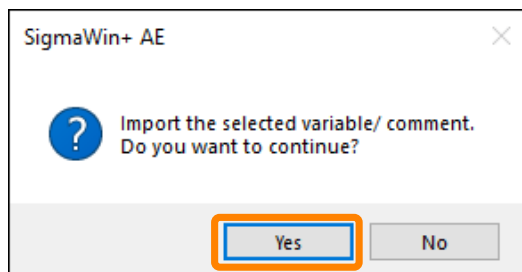 SigmaWin+ AE
Import the selected variable/ comment.
Do you want to continue?
Yes No